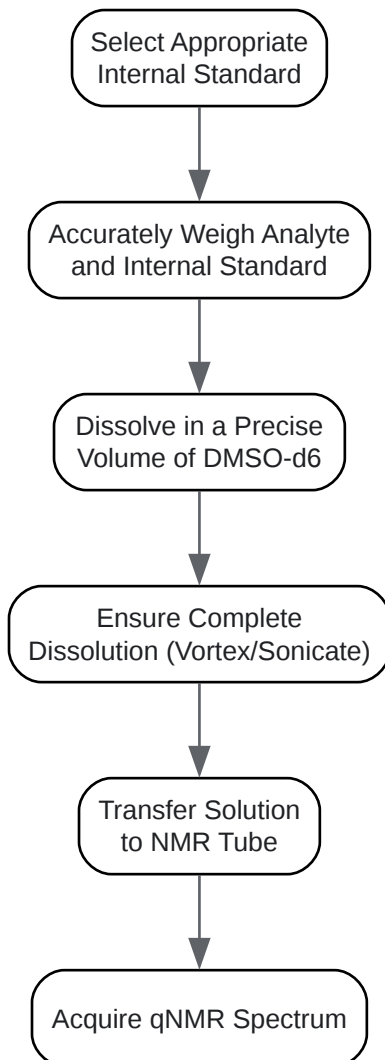 Select Appropriate
Internal Standard
Accurately Weigh Analyte
and Internal Standard
Dissolve in a Precise
Volume of DMSO-d6
Ensure Complete
Dissolution (Vortex/Sonicate)
Transfer Solution
to NMR Tube
Acquire qNMR Spectrum